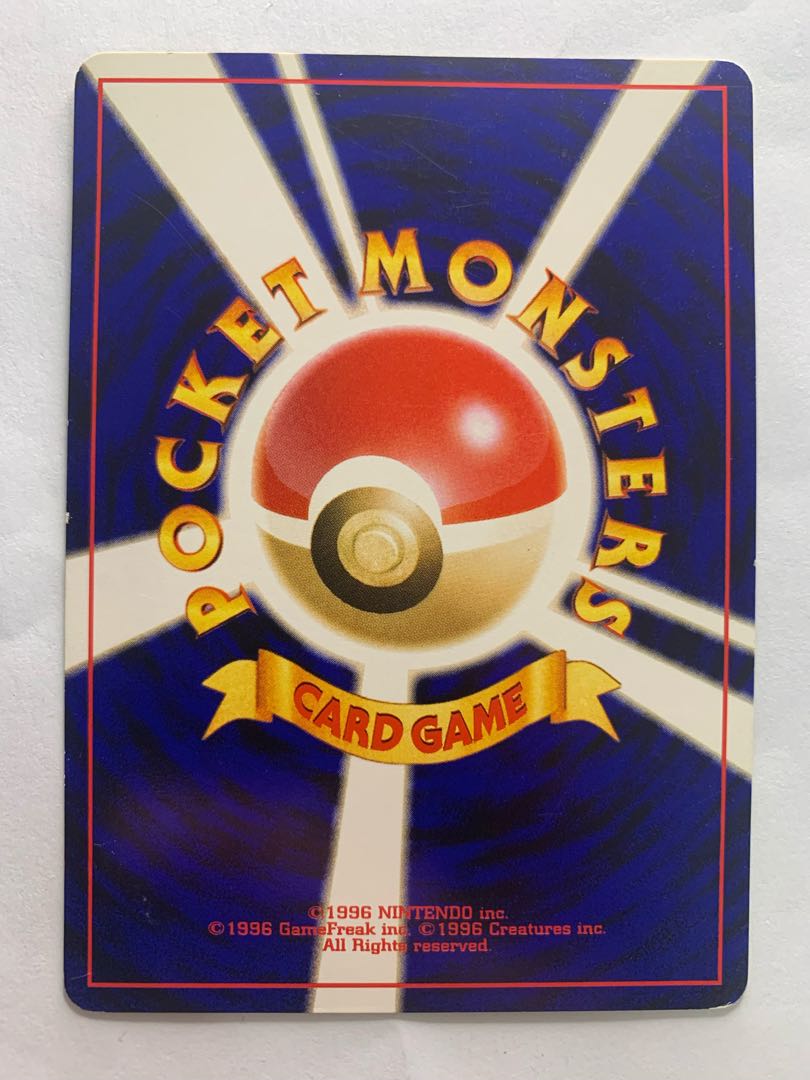 POCKET MONSTERS
CARD GAME
©1996 NINTENDO inc.
©1996 GameFreak inc. ©1996 Creatures inc.
All Rights reserved.